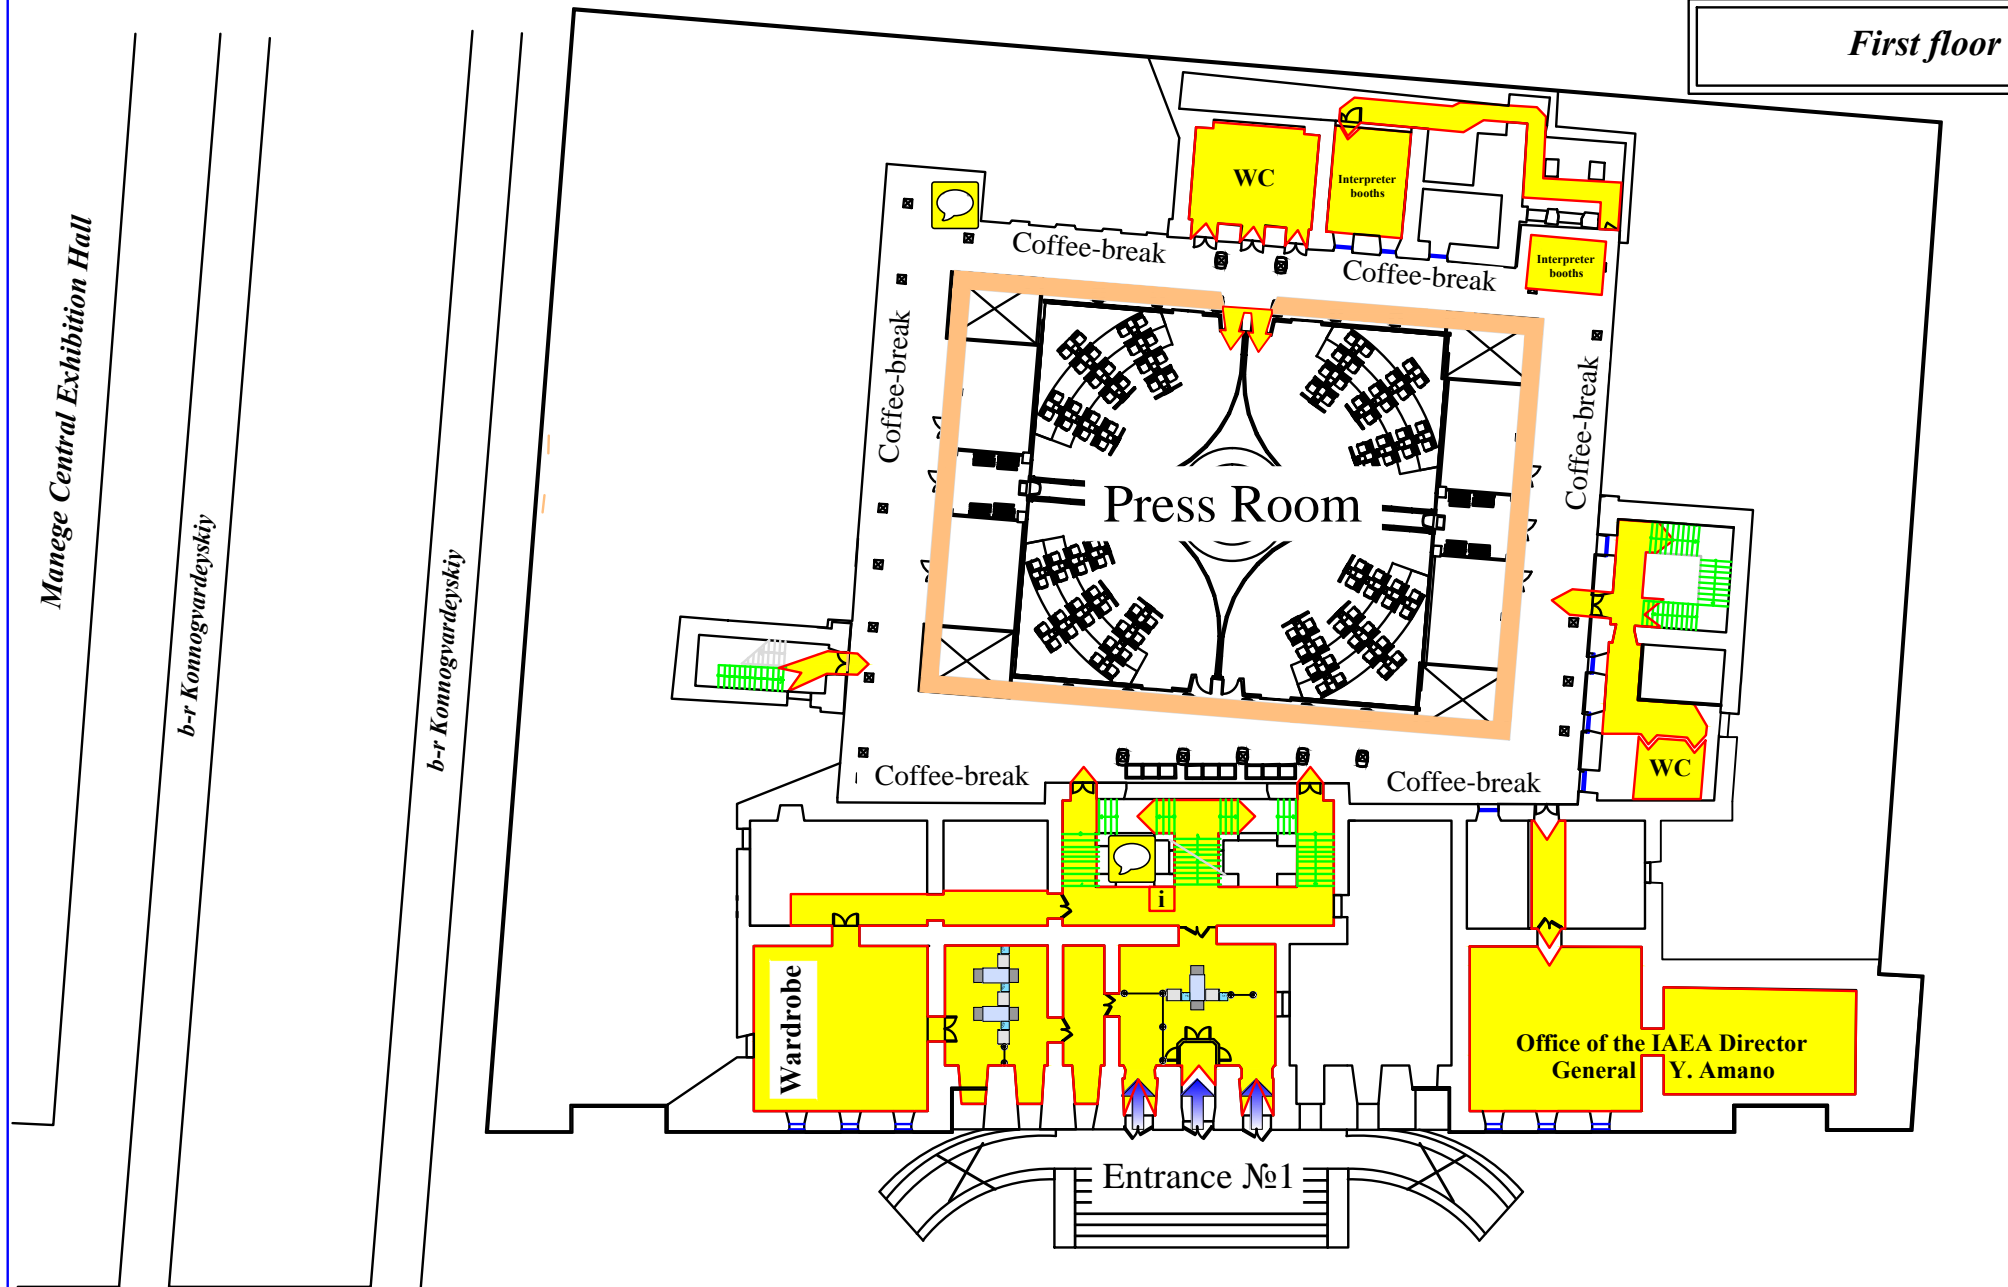 First floor
Manege Central Exhibition Hall
b-r Konnogvardeyskiy
b-r Konnogvardeyskiy
WC
Interpreter
booths
Interpreter
booths
Coffee-break
Coffee-break
Coffee-break
Coffee-break
Press Room
Coffee-break
Coffee-break
WC
i
Wardrobe
Office of the IAEA Director
General Y. Amano
Entrance №1